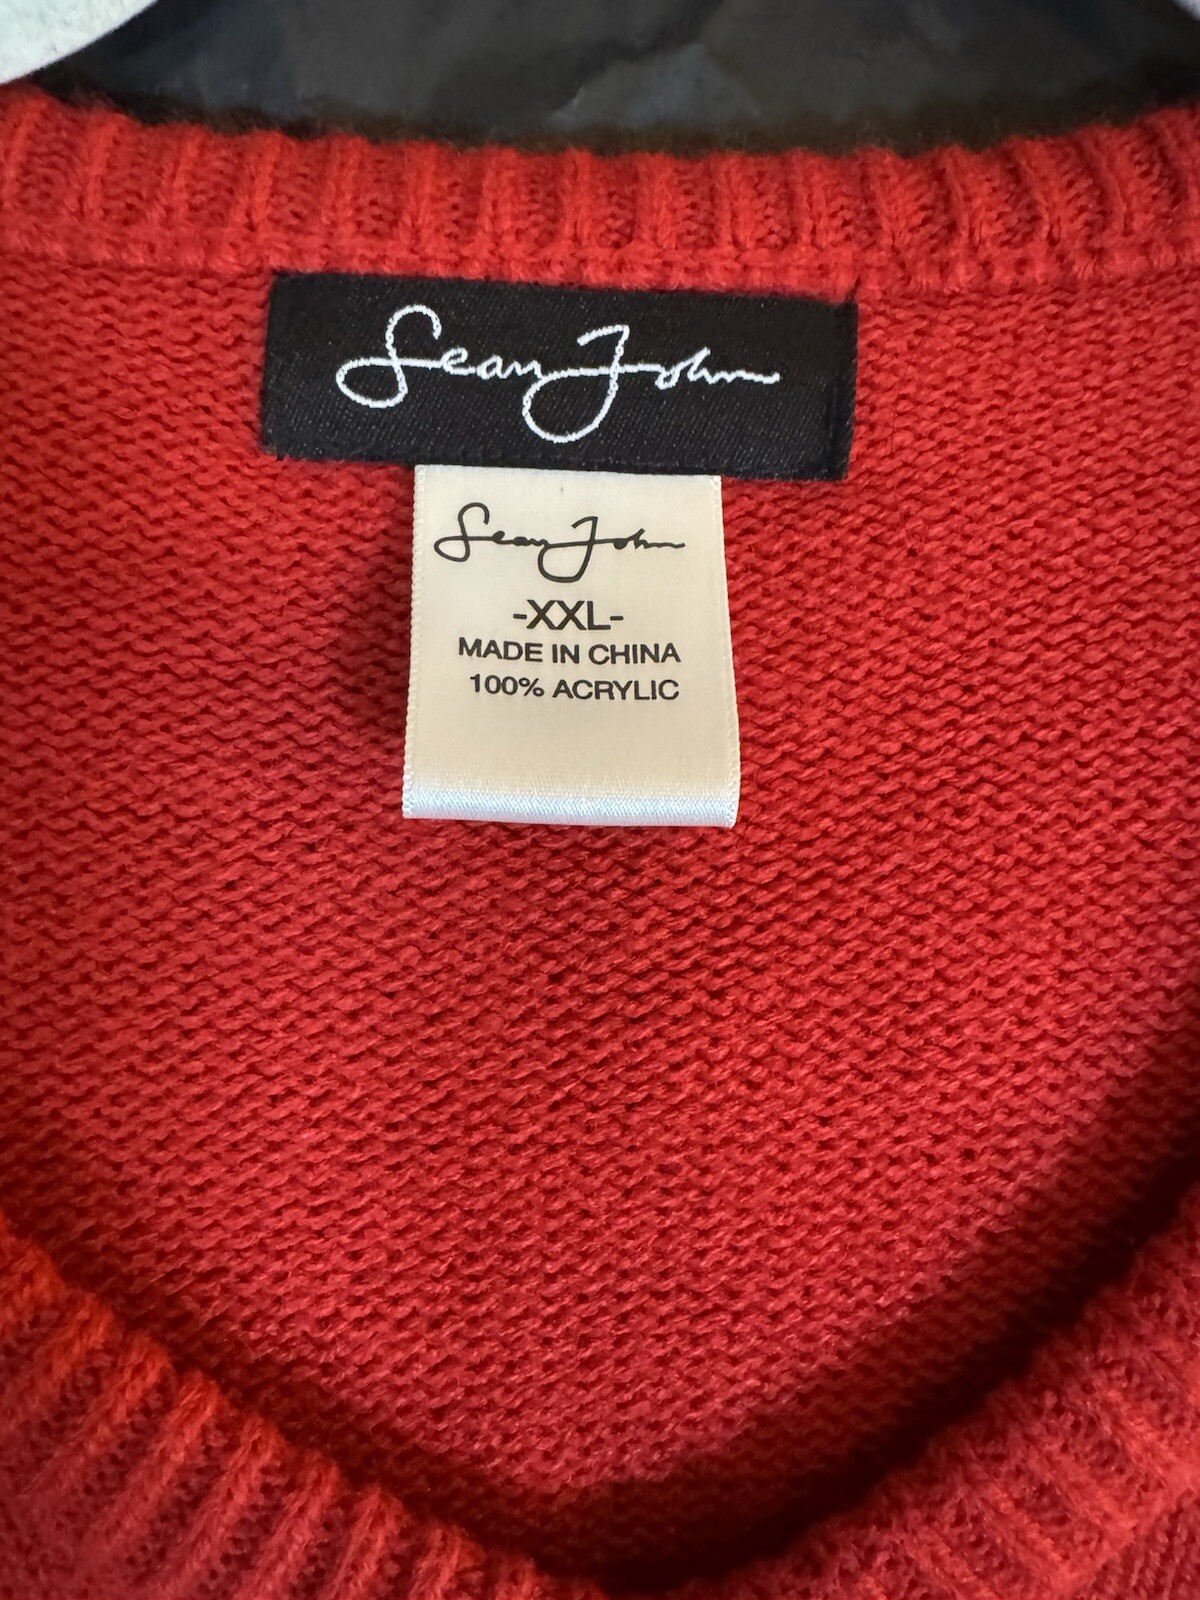 Sean John
Sean John
-XXL-
MADE IN CHINA
100% ACRYLIC